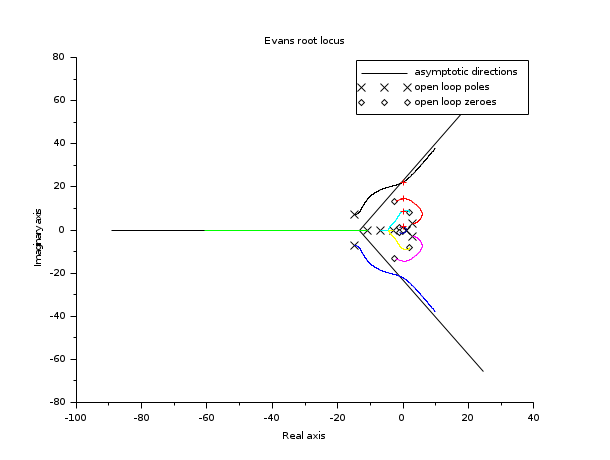 Evans root locus
80
asymptotic directions
open loop poles
open loop zeroes
60
40
20
0
-20
-40
-60
-80
Imaginary axis
-100
-80
-60
-40
-20
0
20
40
Real axis